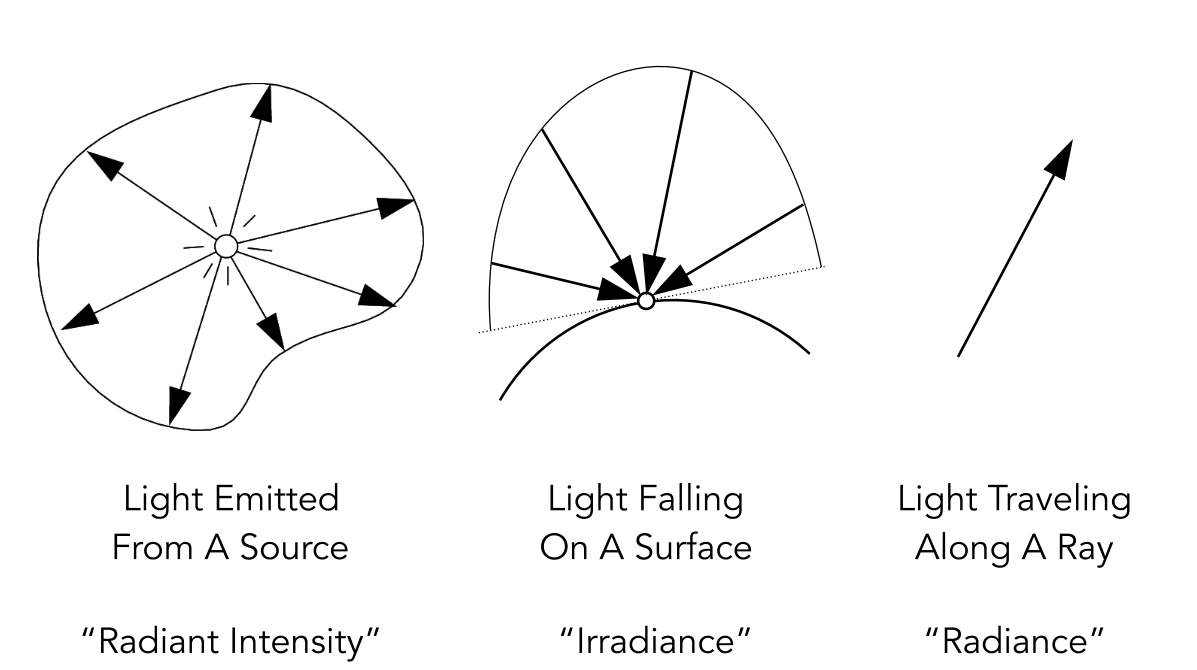 Light Emitted
From A Source
“Radiant Intensity”
Light Falling
On A Surface
“Irradiance”
Light Traveling
Along A Ray
“Radiance”